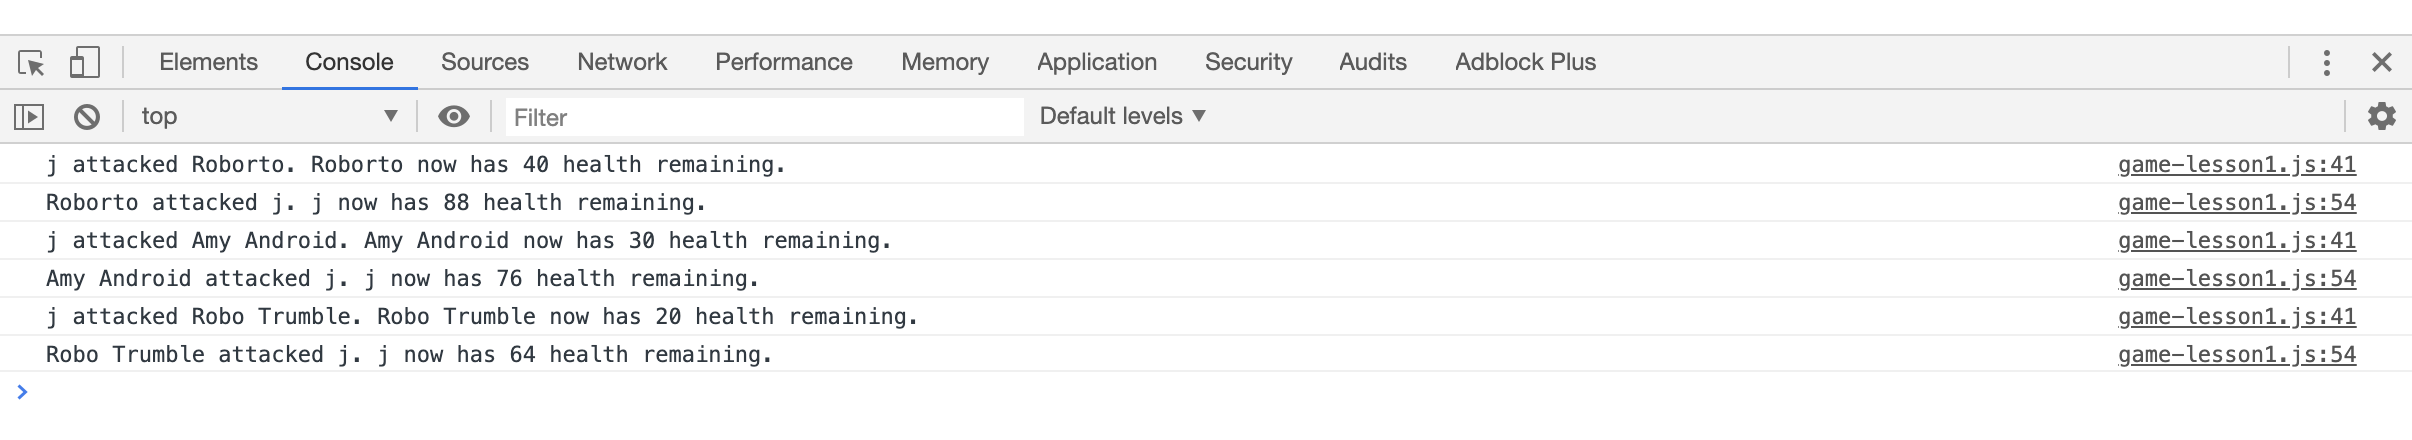 Elements Console Sources Network Performance Memory Application Security Audits Adblock Plus
top Filter Default levels
j attacked Roborto. Roborto now has 40 health remaining. game-lesson1.js:41
Roborto attacked j. j now has 88 health remaining. game-lesson1.js:54
j attacked Amy Android. Amy Android now has 30 health remaining. game-lesson1.js:41
Amy Android attacked j. j now has 76 health remaining. game-lesson1.js:54
j attacked Robo Trumble. Robo Trumble now has 20 health remaining. game-lesson1.js:41
Robo Trumble attacked j. j now has 64 health remaining. game-lesson1.js:54